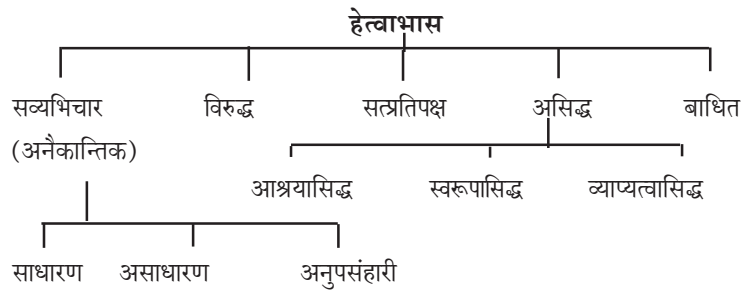 हेत्वाभास
सव्यभिचार विरुद्ध सत्प्रतिपक्ष असिद्ध बाधित
(अनैकान्तिक)
आश्रयासिद्ध स्वरूपासिद्ध व्याप्यत्वासिद्ध
साधारण असाधारण अनुपसंहारी